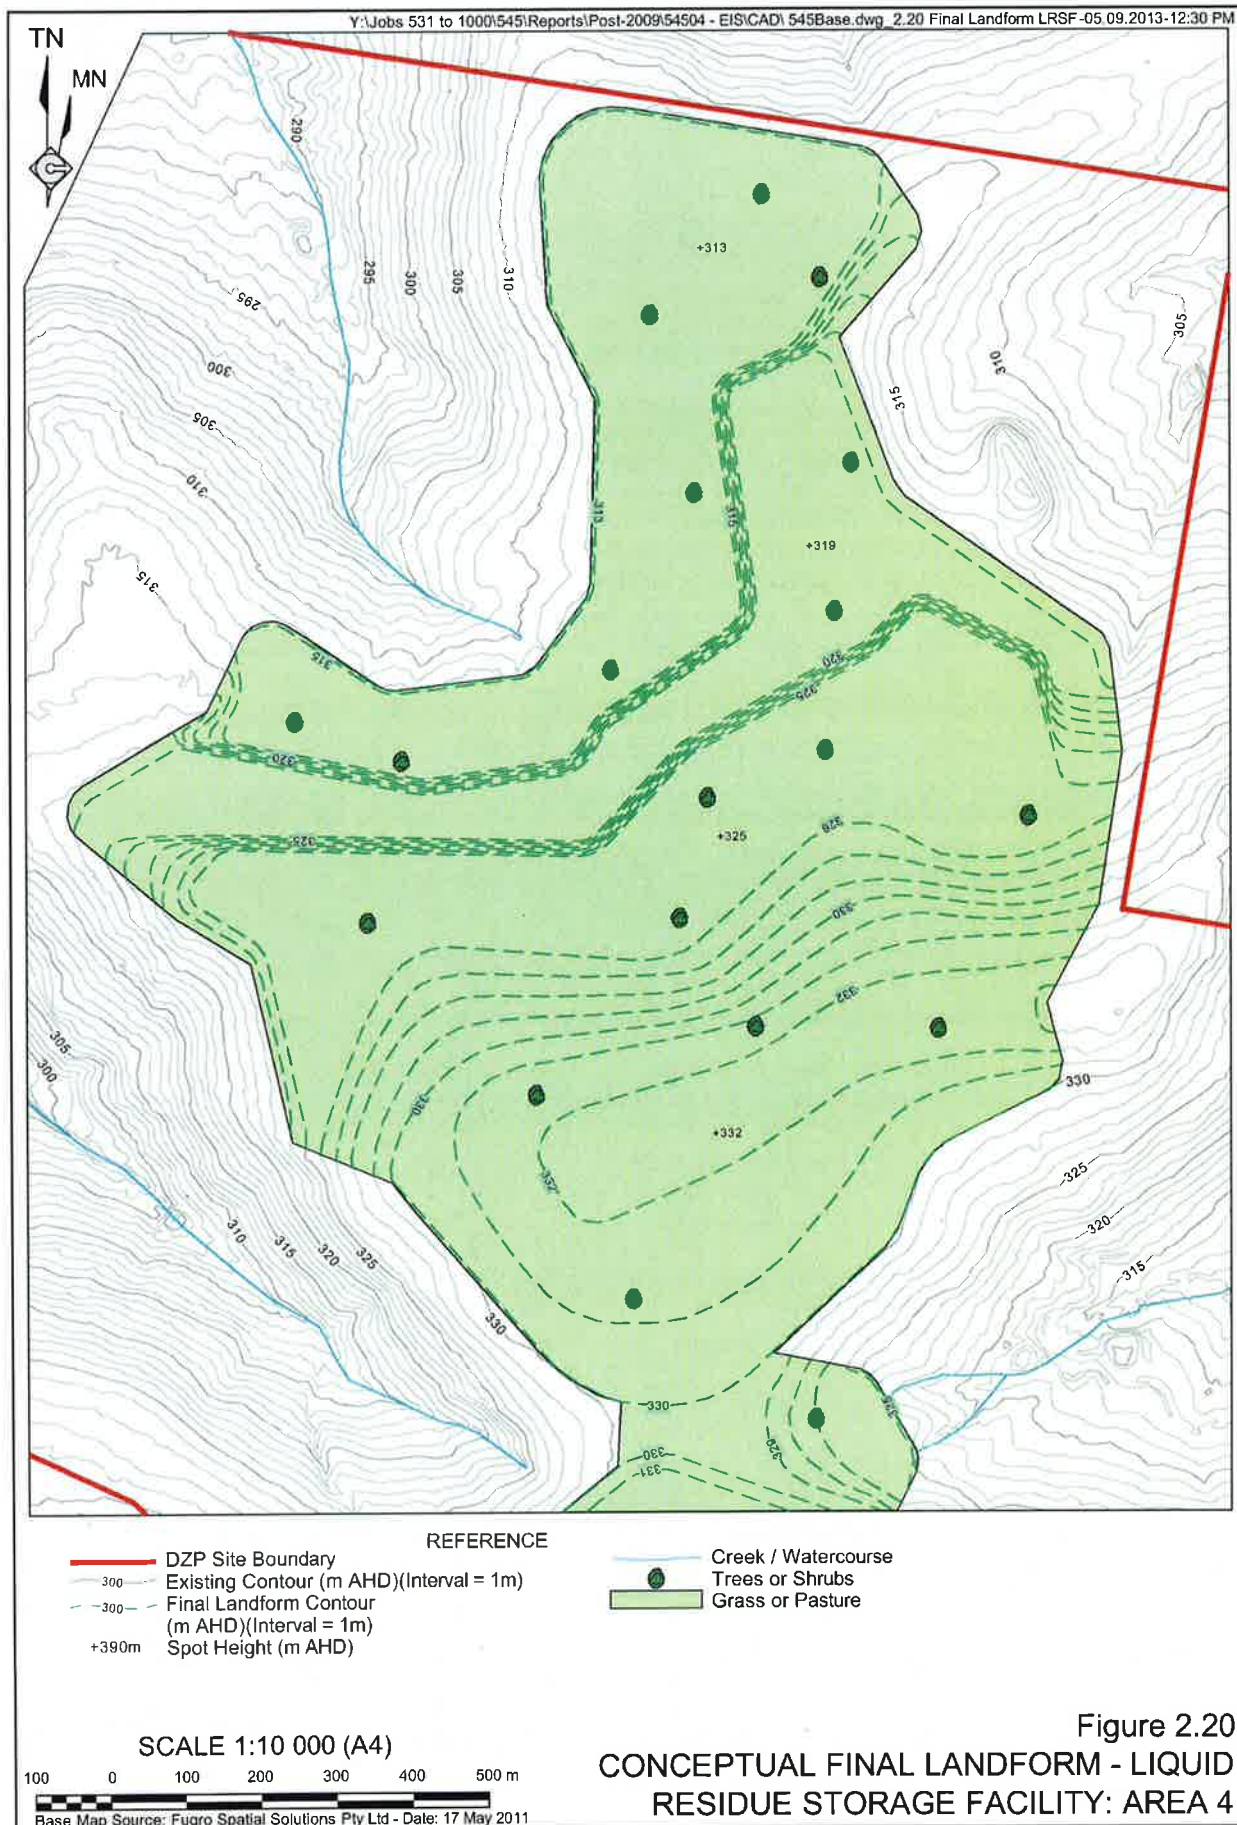 Y:\Jobs 531 to 1000\545\Reports\Post-2009\54504 - EIS\CAD\ 545Base.dwg_2.20 Final Landform LRSF-05.09.2013-12:30 PM
TN
MN
290
295
295
300
305
310
+313
305
310
300
315
305
310
313
315
+319
315
315
320
325
320
325
+325
329
330
332
305
300
330
330
+332
332
325
310
315
320
325
320
315
330
330
325
329
330
331
REFERENCE
DZP Site Boundary
300 Existing Contour (m AHD)(Interval = 1m)
300 Final Landform Contour
(m AHD)(Interval = 1m)
+390m Spot Height (m AHD)
Creek / Watercourse
Trees or Shrubs
Grass or Pasture
SCALE 1:10 000 (A4)
100 0 100 200 300 400 500 m
Base Map Source: Fugro Spatial Solutions Pty Ltd - Date: 17 May 2011
Figure 2.20
CONCEPTUAL FINAL LANDFORM - LIQUID
RESIDUE STORAGE FACILITY: AREA 4